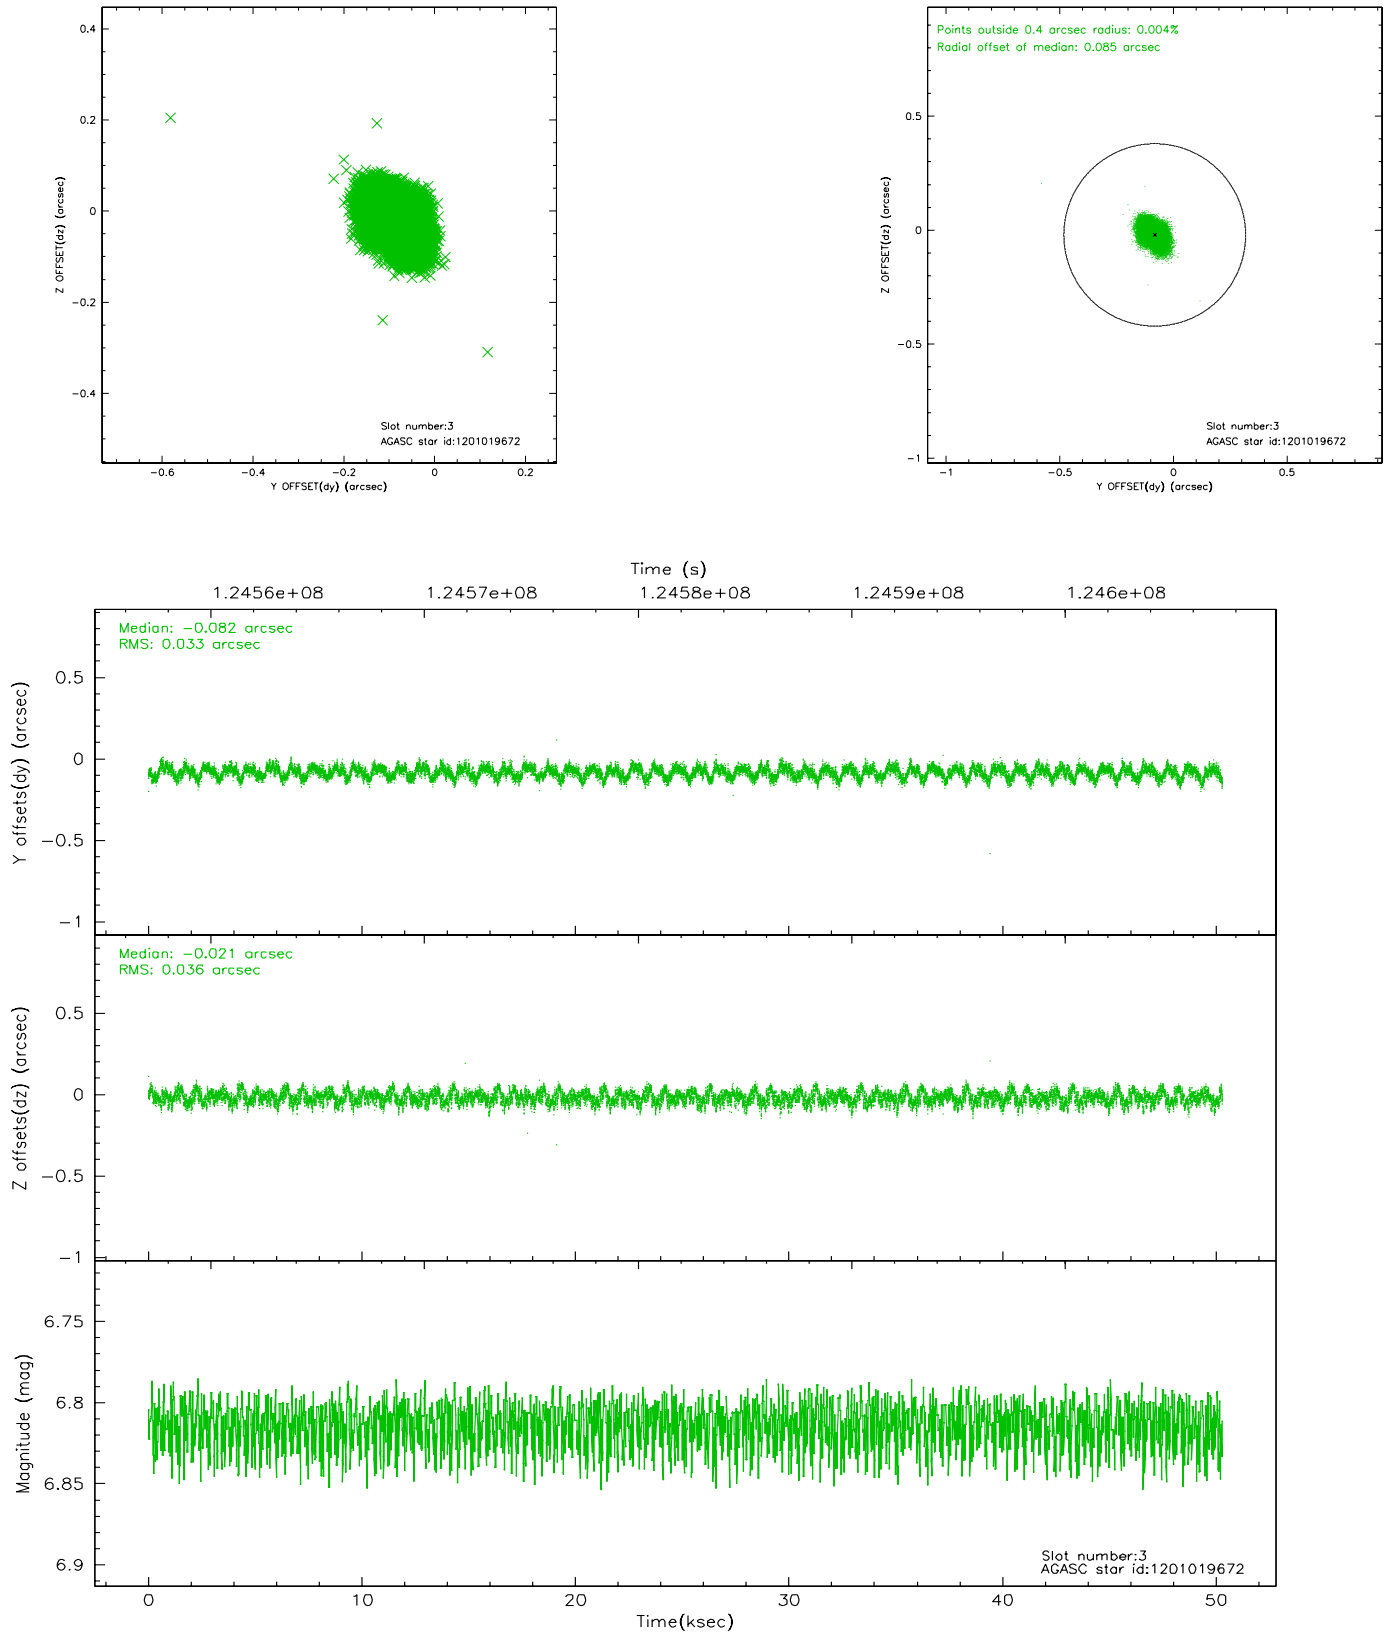 0.4
0.2
0
−0.2
−0.4
Z OFFSET(dz) (arcsec)
Slot number:3
AGASC star id:1201019672
−0.6 −0.4 −0.2 0 0.2
Y OFFSET(dy) (arcsec)
Points outside 0.4 arcsec radius: 0.004%
Radial offset of median: 0.085 arcsec
0.5
0
−0.5
−1
Z OFFSET(dz) (arcsec)
Slot number:3
AGASC star id:1201019672
−1 −0.5 0 0.5
Y OFFSET(dy) (arcsec)
Time (s)
1.2456e+08 1.2457e+08 1.2458e+08 1.2459e+08 1.246e+08
Median: −0.082 arcsec
RMS: 0.033 arcsec
0.5
0
−0.5
−1
Y offsets(dy) (arcsec)
Median: −0.021 arcsec
RMS: 0.036 arcsec
0.5
0
−0.5
−1
Z offsets(dz) (arcsec)
6.75
6.8
6.85
6.9
Magnitude (mag)
Slot number:3
AGASC star id:1201019672
0 10 20 30 40 50
Time(ksec)